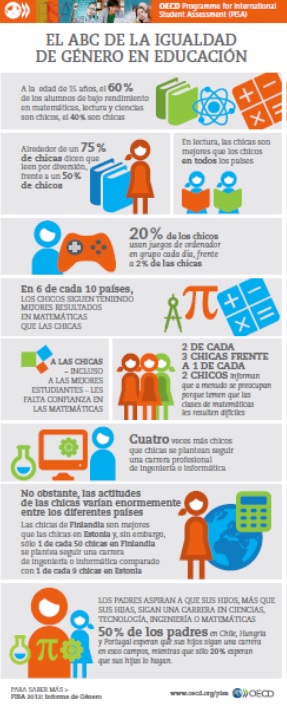 OECD Programme for International
Student Assessment (PISA)
EL ABC DE LA IGUALDAD
DE GÉNERO EN EDUCACIÓN
A la edad de 15 años, el 60%
de los alumnos de bajo rendimiento
en matemáticas, lectura y ciencias
son chicos, el 40% son chicas
Alrededor de un 75%
de chicas dicen que
leen por diversión,
frente a un 50%
de chicos
En lectura, las chicas son
mejores que los chicos
en todos los países
20% de los chicos
usan juegos de ordenador
en grupo cada día, frente
a 2% de las chicas
En 6 de cada 10 países,
LOS CHICOS SIGUEN TENIENDO
MEJORES RESULTADOS
EN MATEMÁTICAS
QUE LAS CHICAS
A LAS CHICAS
– INCLUSO
A LAS MEJORES
ESTUDIANTES – LES
FALTA CONFIANZA EN
LAS MATEMÁTICAS
2 DE CADA
3 CHICAS FRENTE
A 1 DE CADA
2 CHICOS informan
que a menudo se preocupan
porque temen que las
clases de matemáticas
les resulten difíciles
Cuatro veces más chicos
que chicas se plantean seguir
una carrera profesional
de ingeniería o informática
No obstante, las actitudes
de las chicas varían enormemente
entre los diferentes países
Las chicas de Finlandia son mejores
que las chicas en Estonia y, sin embargo,
sólo 1 de cada 50 chicas en Finlandia
se plantea seguir una carrera
de ingeniería o informática comparado
con 1 de cada 9 chicas en Estonia
LOS PADRES ASPIRAN A QUE SUS HIJOS, MÁS QUE
SUS HIJAS, SIGAN UNA CARRERA EN CIENCIAS,
TECNOLOGÍA, INGENIERÍA O MATEMÁTICAS
50% de los padres en Chile, Hungría
y Portugal esperan que sus hijos sigan una carrera
en estos campos, mientras que sólo 20% esperan
que sus hijas lo hagan.
PARA SABER MÁS >
PISA 2012: Informe de Género
www.oecd.org/pisa
OECD